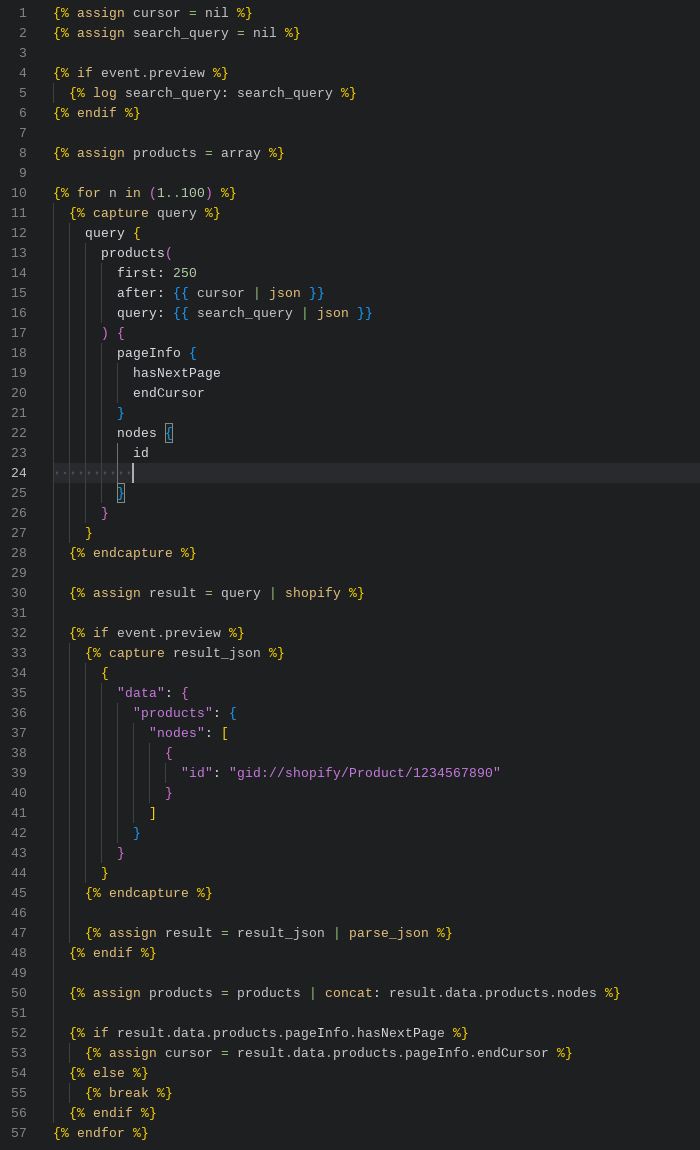 1 {% assign cursor = nil %}
2 {% assign search_query = nil %}
3
4 {% if event.preview %}
5   {% log search_query: search_query %}
6 {% endif %}
7
8 {% assign products = array %}
9
10 {% for n in (1..100) %}
11   {% capture query %}
12     query {
13       products(
14         first: 250
15         after: {{ cursor | json }}
16         query: {{ search_query | json }}
17       ) {
18         pageInfo {
19           hasNextPage
20           endCursor
21         }
22         nodes {
23           id
24
25         }
26       }
27     }
28   {% endcapture %}
29
30   {% assign result = query | shopify %}
31
32   {% if event.preview %}
33     {% capture result_json %}
34       {
35         "data": {
36           "products": {
37             "nodes": [
38               {
39                 "id": "gid://shopify/Product/1234567890"
40               }
41             ]
42           }
43         }
44       }
45     {% endcapture %}
46
47     {% assign result = result_json | parse_json %}
48   {% endif %}
49
50   {% assign products = products | concat: result.data.products.nodes %}
51
52   {% if result.data.products.pageInfo.hasNextPage %}
53     {% assign cursor = result.data.products.pageInfo.endCursor %}
54   {% else %}
55     {% break %}
56   {% endif %}
57 {% endfor %}